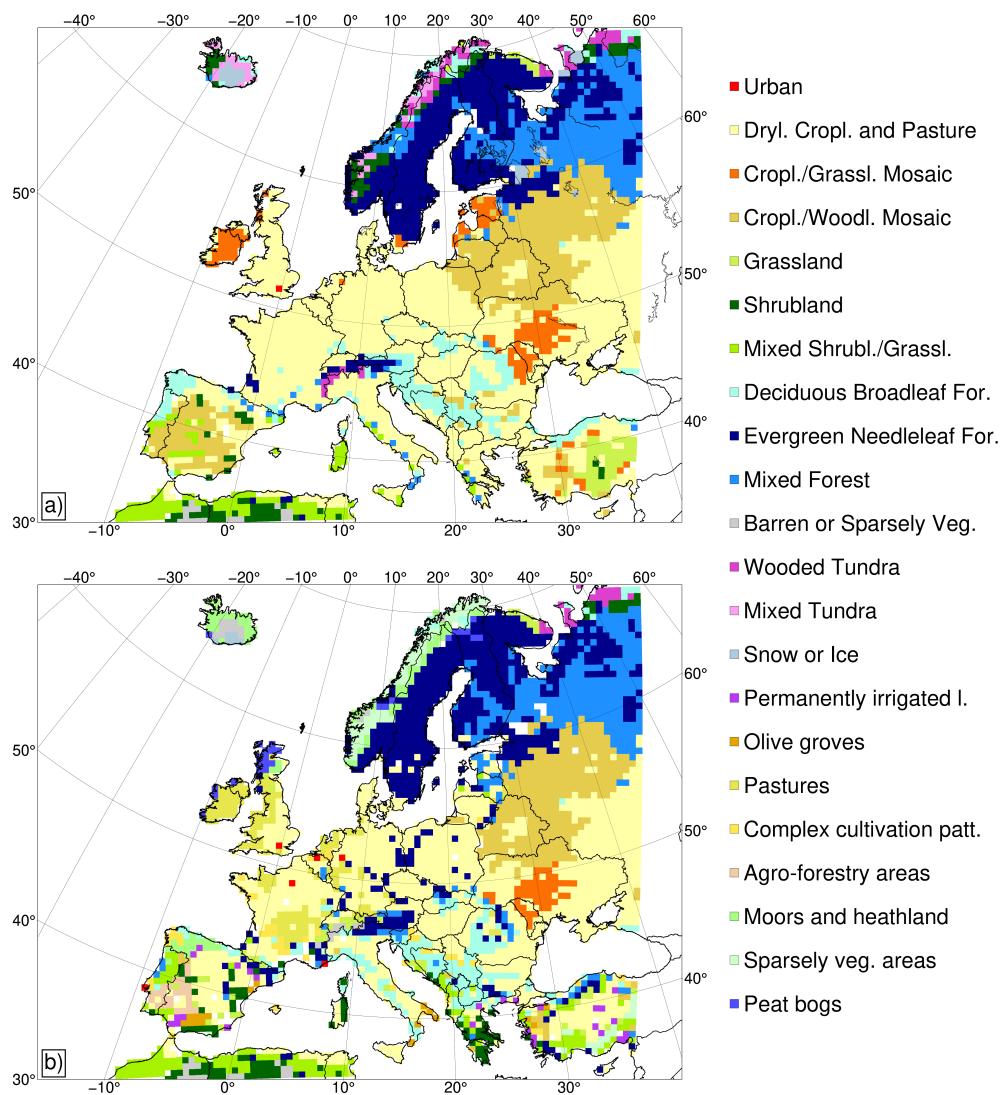 −40° −30° −20° −10° 0° 10° 20° 30° 40° 50° 60°
60°
50°
50°
40°
40°
30°
a)
−10° 0° 10° 20° 30°
−40° −30° −20° −10° 0° 10° 20° 30° 40° 50° 60°
60°
50°
50°
40°
40°
30°
b)
−10° 0° 10° 20° 30°
Urban
Dryl. Cropl. and Pasture
Cropl./Grassl. Mosaic
Cropl./Woodl. Mosaic
Grassland
Shrubland
Mixed Shrubl./Grassl.
Deciduous Broadleaf For.
Evergreen Needleleaf For.
Mixed Forest
Barren or Sparsely Veg.
Wooded Tundra
Mixed Tundra
Snow or Ice
Permanently irrigated l.
Olive groves
Pastures
Complex cultivation patt.
Agro-forestry areas
Moors and heathland
Sparsely veg. areas
Peat bogs